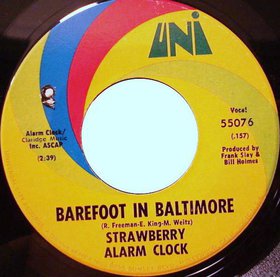 UNI
Vocal
55076
(.157)
Produced by
Frank Slay &
Bill Holmes
Alarm Clock/
Claridge Music
Inc. ASCAP
(2:39)
BAREFOOT IN BALTIMORE
(R. Freeman-E. King-M. Weitz)
STRAWBERRY
ALARM CLOCK